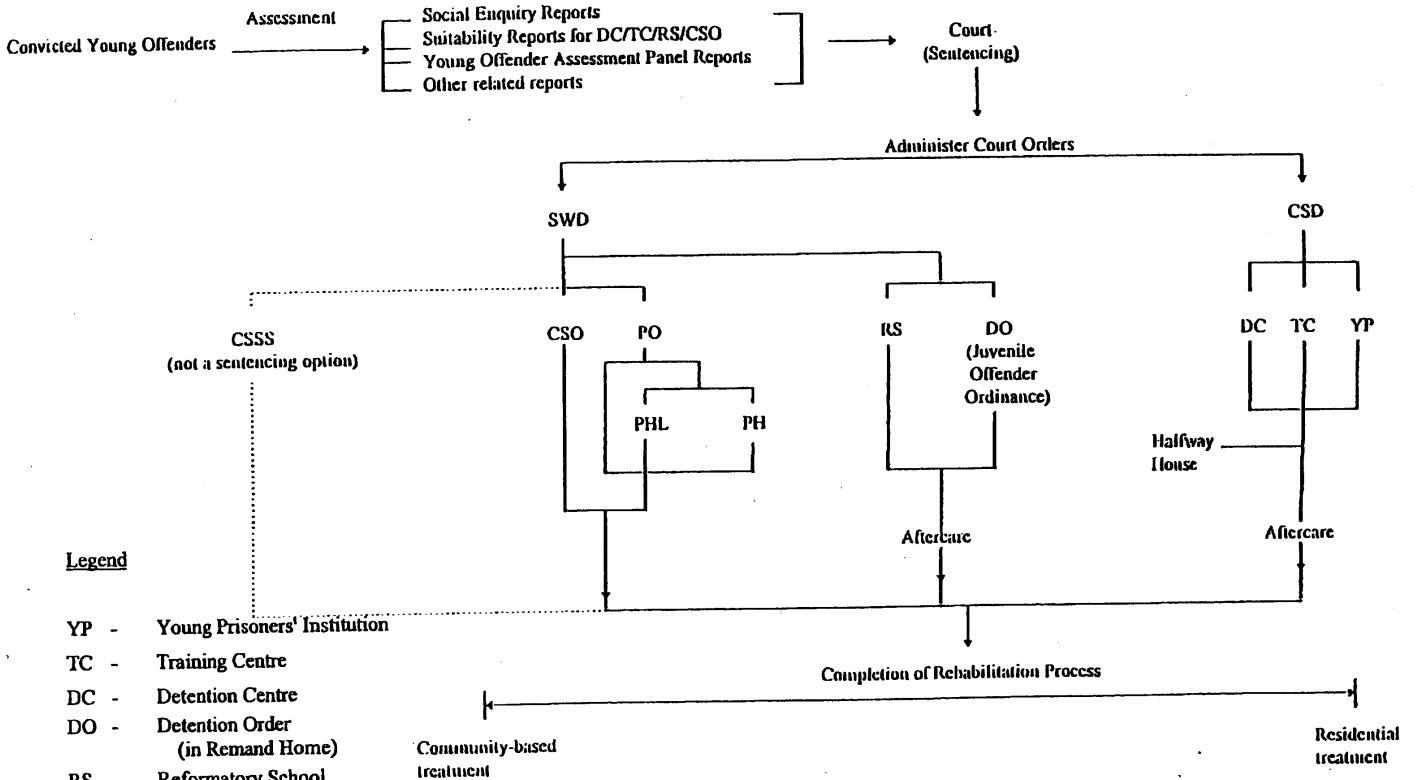 Assessment
Convicted Young Offenders
Social Enquiry Reports
Suitability Reports for DC/TC/RS/CSO
Young Offender Assessment Panel Reports
Other related reports
Court
(Sentencing)
Administer Court Orders
SWD
CSD
CSSS
(not a sentencing option)
CSO
PO
PHL
PH
RS
DO
(Juvenile
Offender
Ordinance)
DC
TC
YP
Halfway
House
Aftercare
Aftercare
Completion of Rehabilitation Process
Community-based
treatment
Residential
treatment
Legend
YP - Young Prisoners' Institution
TC - Training Centre
DC - Detention Centre
DO - Detention Order
(in Remand Home)
RS - Reformatory School